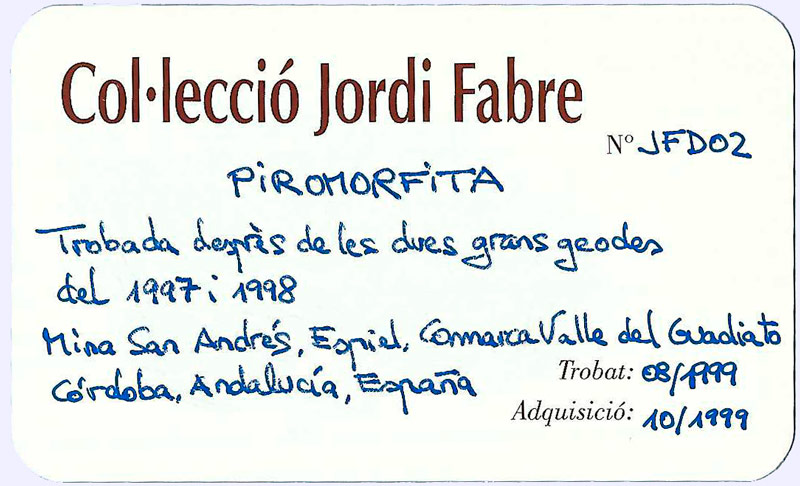 Col·lecció Jordi Fabre
Nº JFD02
PIROMORFITA
Trobada desprès de les dues grans geodes
del 1997 i 1998
Mina San Andrés, Espiel, Comarca Valle del Guadiato
Córdoba, Andalucía, España
Trobat: 08/1999
Adquisició: 10/1999